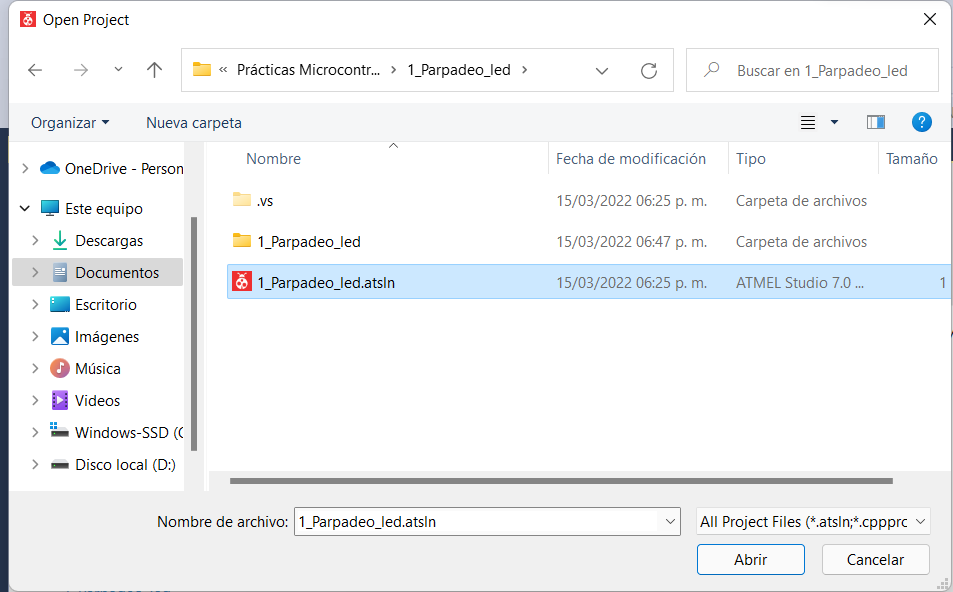 Open Project
« Prácticas Microcontr... > 1_Parpadeo_led >
Buscar en 1_Parpadeo_led
Organizar
Nueva carpeta
?
Nombre
Fecha de modificación
Tipo
Tamaño
OneDrive - Person
Este equipo
Descargas
Documentos
Escritorio
Imágenes
Música
Videos
Windows-SSD (C
Disco local (D:)
.vs 15/03/2022 06:25 p. m. Carpeta de archivos
1_Parpadeo_led 15/03/2022 06:47 p. m. Carpeta de archivos
1_Parpadeo_led.atsln 15/03/2022 06:25 p. m. ATMEL Studio 7.0 ... 1
Nombre de archivo: 1_Parpadeo_led.atsln
All Project Files (*.atsln;*.cppprc
Abrir
Cancelar